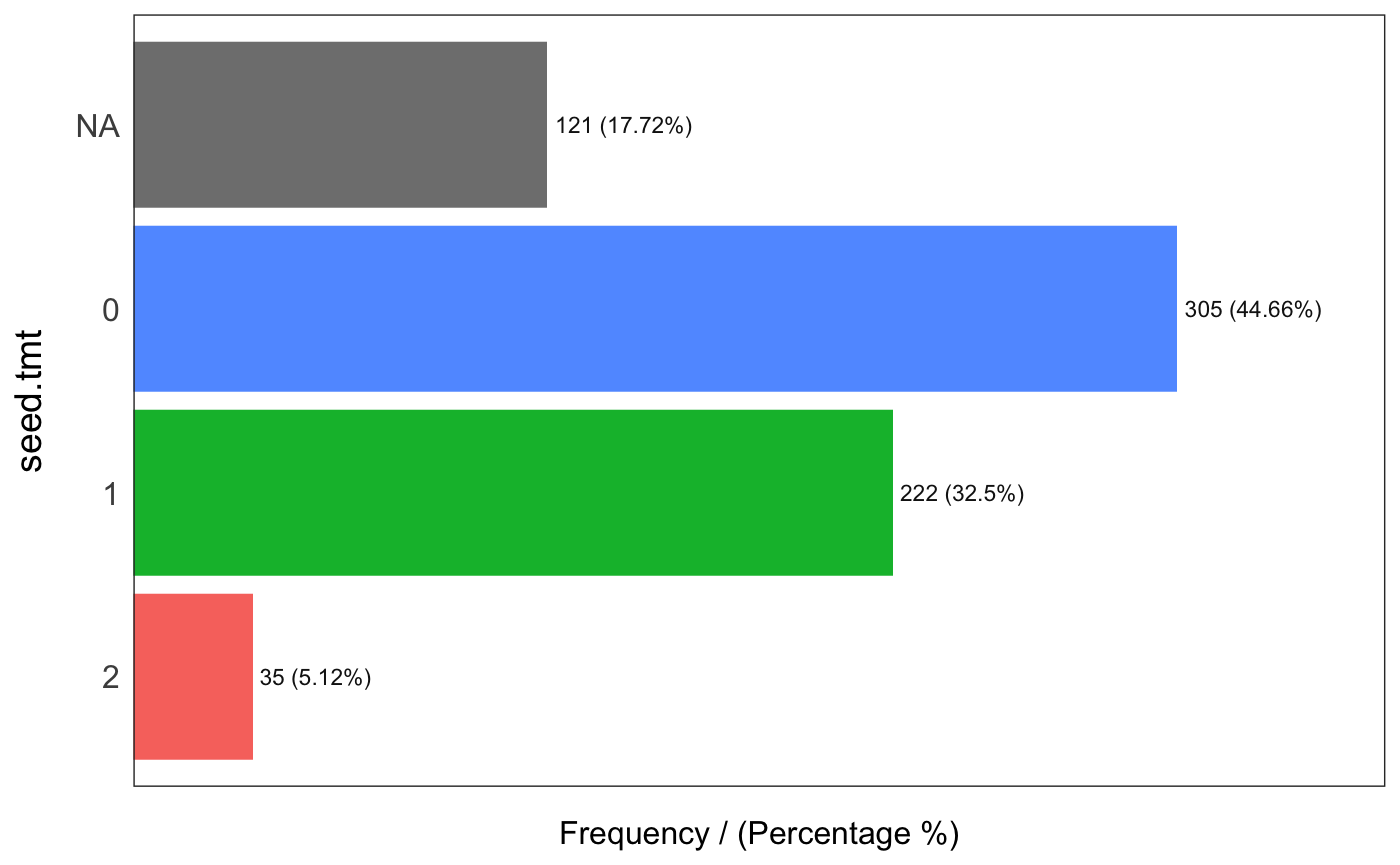 seed.tmt
NA
121 (17.72%)
0
305 (44.66%)
1
222 (32.5%)
2
35 (5.12%)
Frequency / (Percentage %)